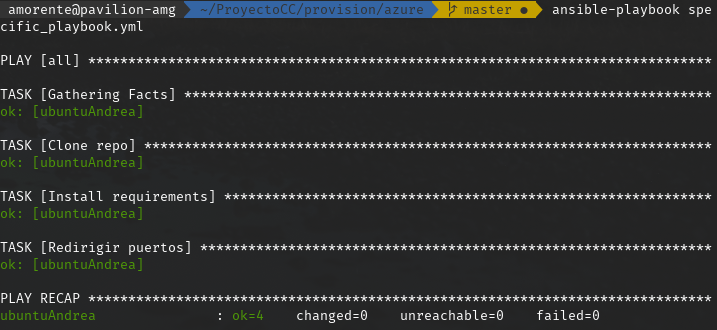 amorente@pavilion-amg ~/ProyectoCC/provision/azure master ● ansible-playbook spe
cific_playbook.yml
PLAY [all] ******************************************************************************
TASK [Gathering Facts] ******************************************************************
ok: [ubuntuAndrea]
TASK [Clone repo] ***********************************************************************
ok: [ubuntuAndrea]
TASK [Install requirements] *************************************************************
ok: [ubuntuAndrea]
TASK [Redirigir puertos] ****************************************************************
ok: [ubuntuAndrea]
PLAY RECAP ******************************************************************************
ubuntuAndrea : ok=4 changed=0 unreachable=0 failed=0